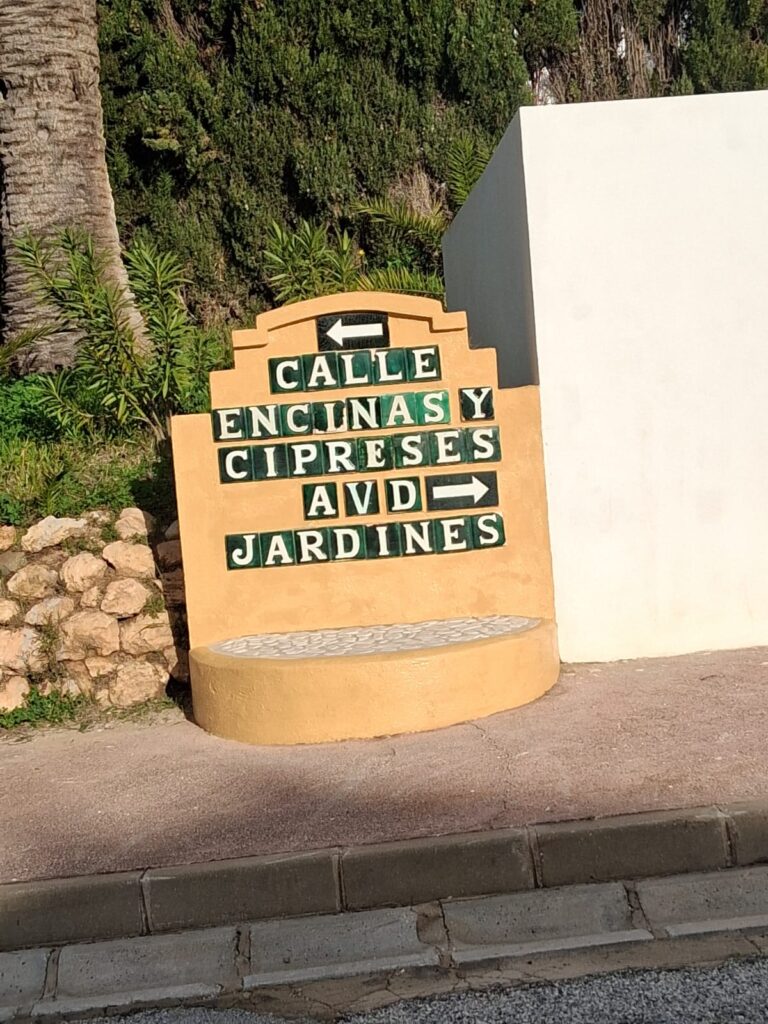 CALLE
ENCINAS Y
CIPRESES
AVD
JARDINES